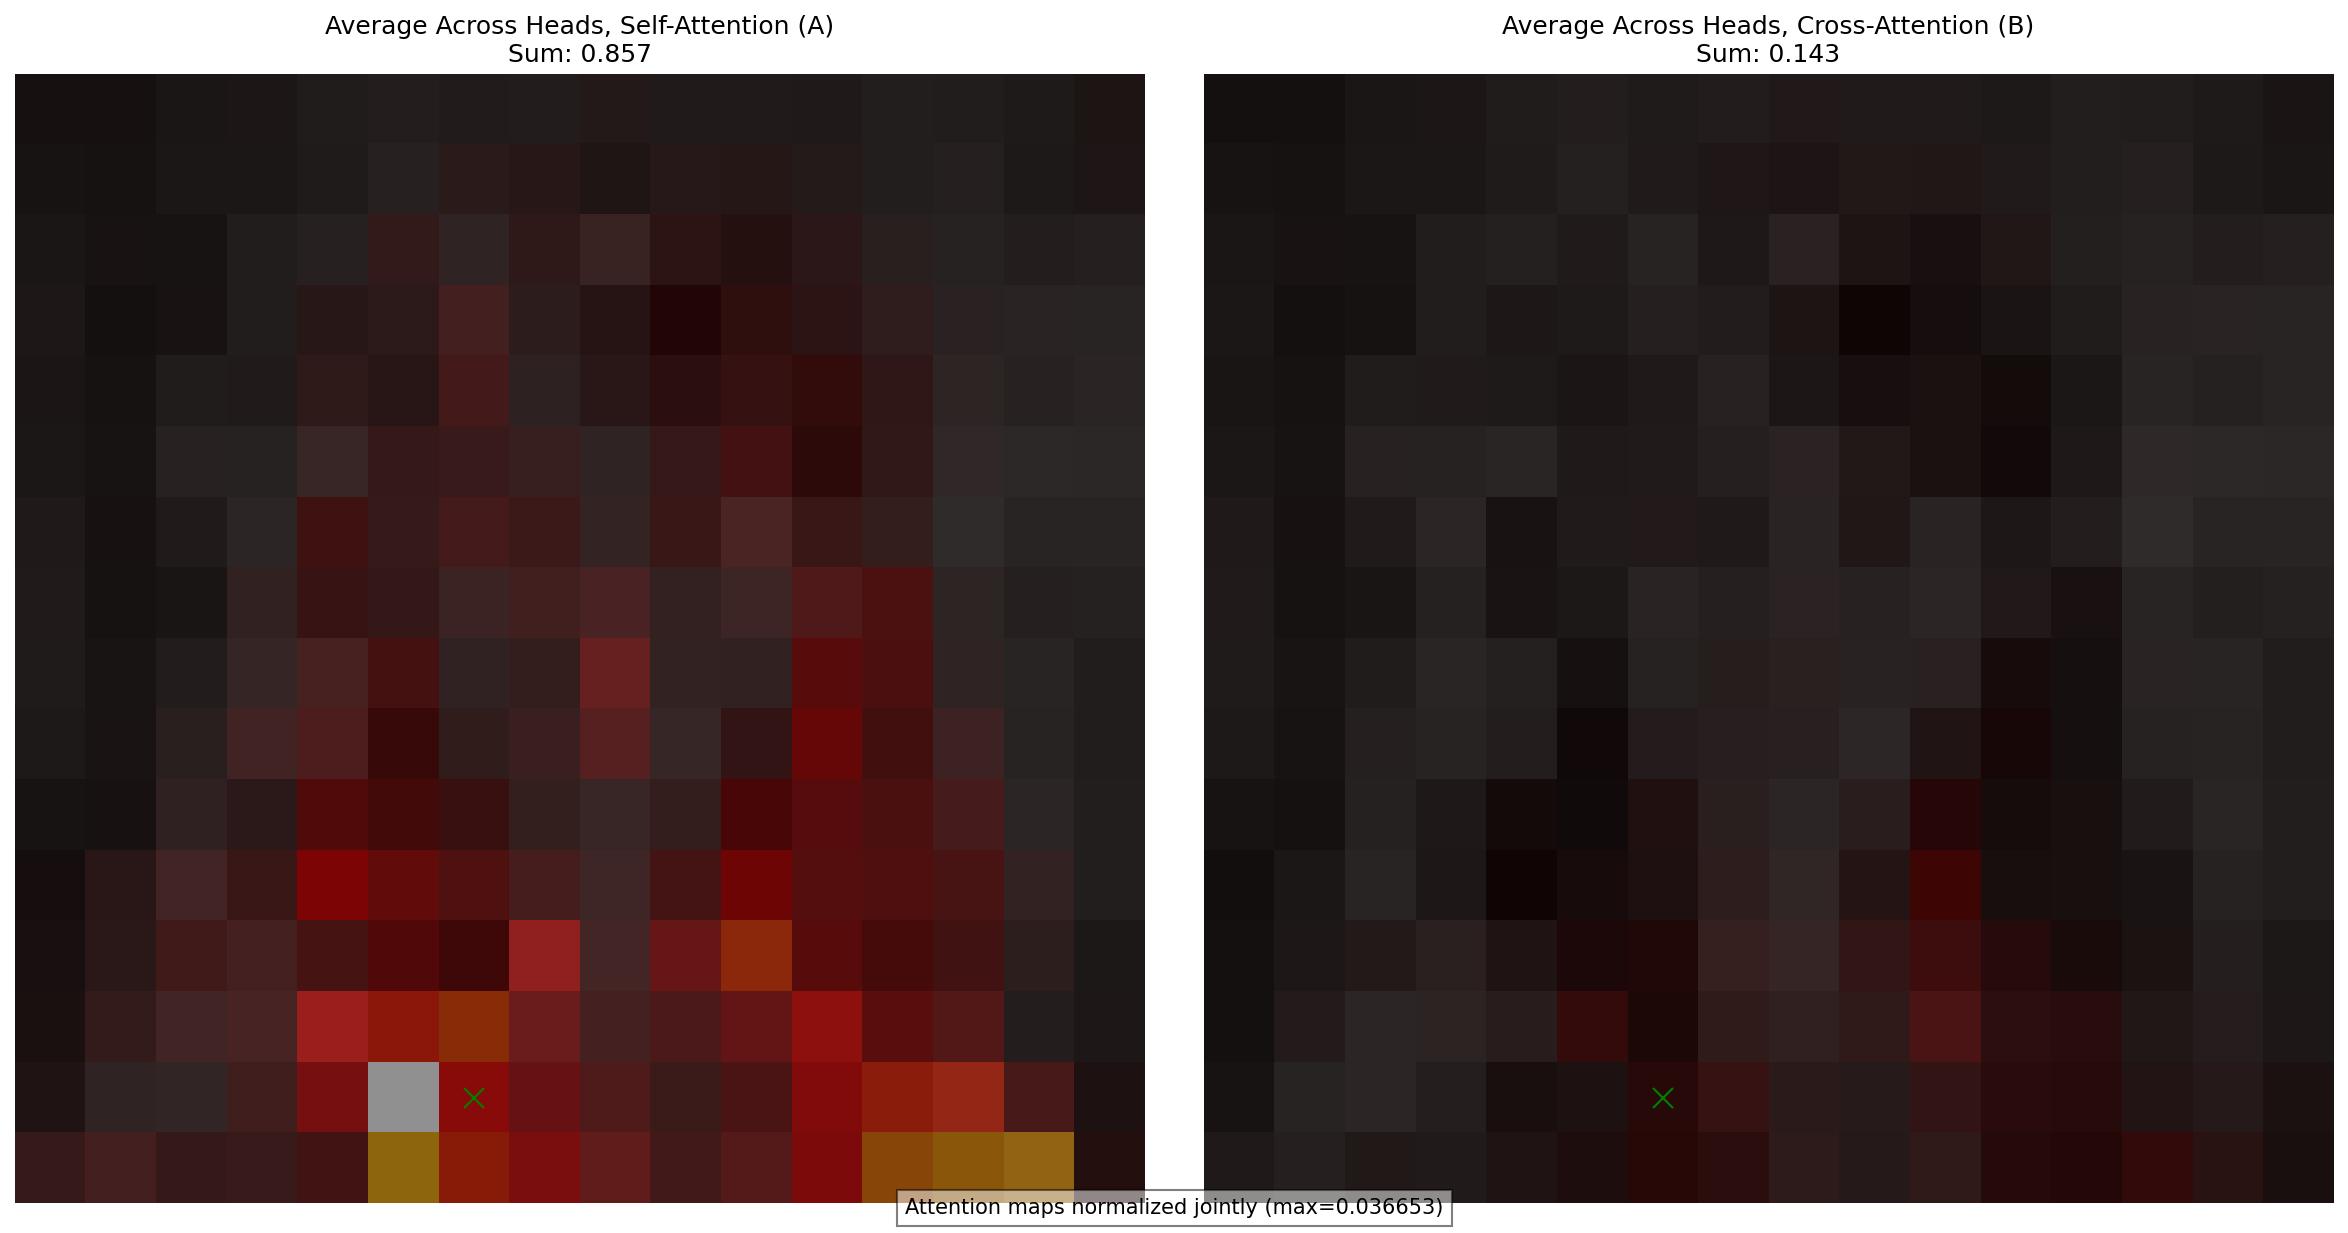 Average Across Heads, Self-Attention (A)
Sum: 0.857
Average Across Heads, Cross-Attention (B)
Sum: 0.143
Attention maps normalized jointly (max=0.036653)